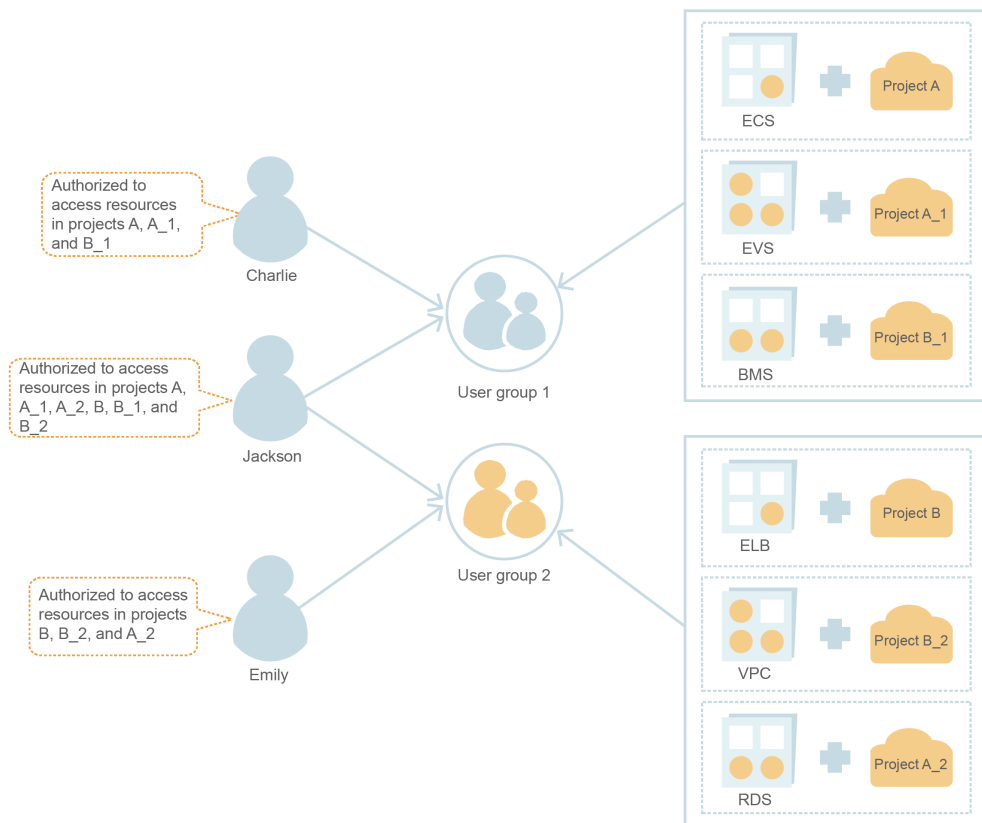 Authorized to
access resources
in projects A, A_1,
and B_1
Charlie
Authorized to access
resources in projects A,
A_1, A_2, B, B_1, and
B_2
Jackson
Authorized to access
resources in projects
B, B_2, and A_2
Emily
User group 1
User group 2
ECS
Project A
EVS
Project A_1
BMS
Project B_1
ELB
Project B
VPC
Project B_2
RDS
Project A_2